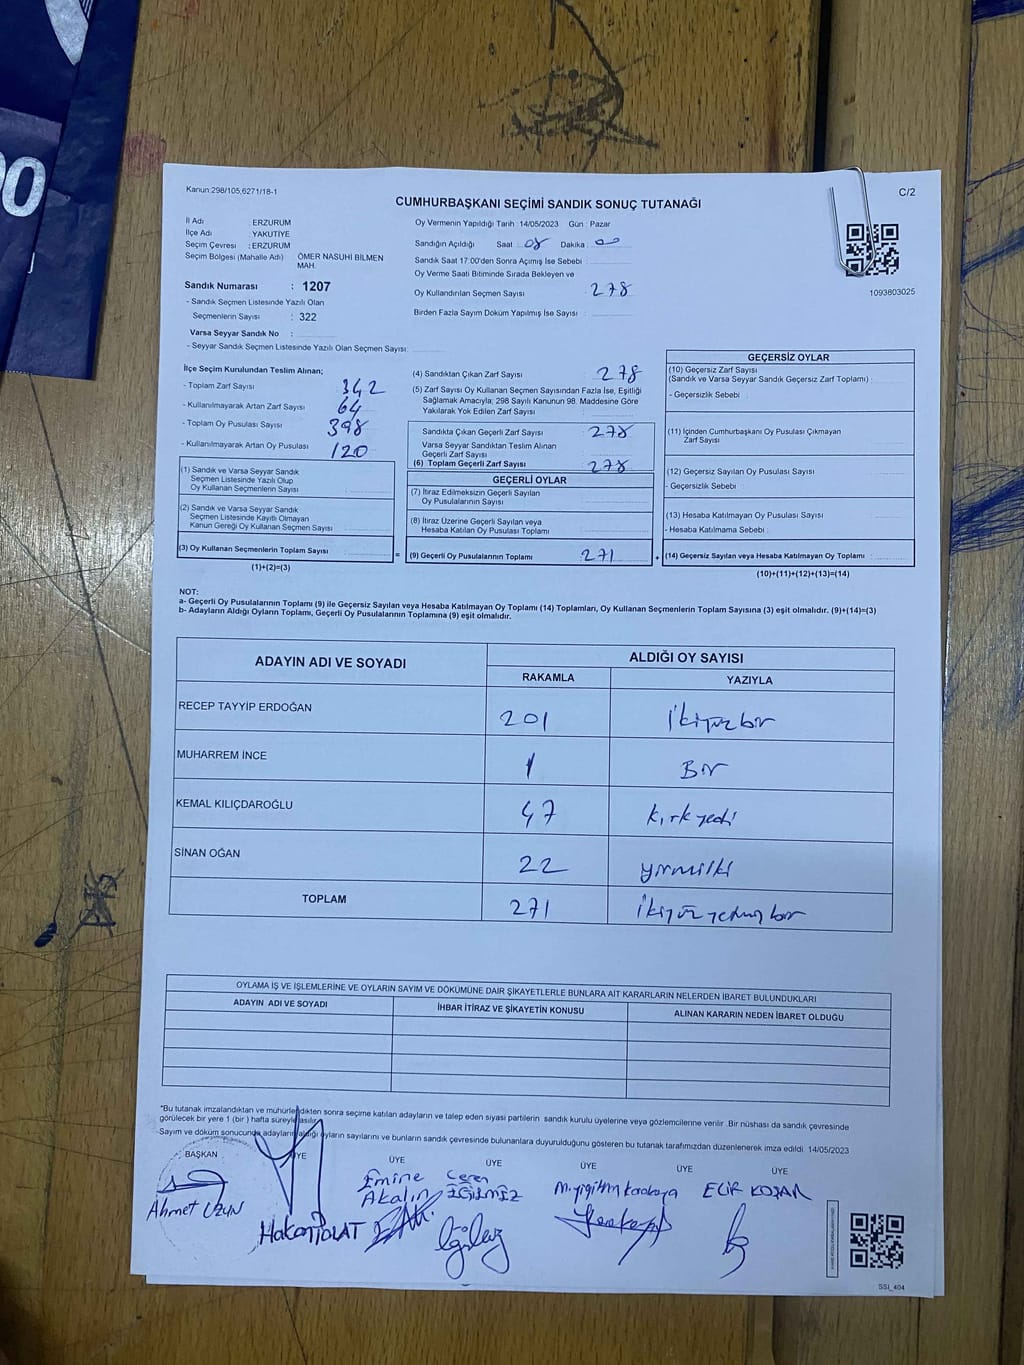 00
Kanun:298/105,6271/18-1
C/2
CUMHURBAŞKANI SEÇİMİ SANDIK SONUÇ TUTANAĞI
İl Adı ERZURUM
İlçe Adı : YAKUTİYE
Seçim Çevresi : ERZURUM
Seçim Bölgesi (Mahalle Adı) ÖMER NASUHİ BİLMEN MAH.
Sandık Numarası : 1207
- Sandık Seçmen Listesinde Yazılı Olan
Seçmenlerin Sayısı : 322
Varsa Seyyar Sandık No :
- Seyyar Sandık Seçmen Listesinde Yazılı Olan Seçmen Sayısı:
Oy Vermenin Yapıldığı Tarih :14/05/2023 Gün : Pazar
Sandığın Açıldığı Saat : 08 Dakika : 00
Sandık Saat 17:00'den Sonra Açımış İse Sebebi :
Oy Verme Saati Bitiminde Sırada Bekleyen ve
Oy Kullandırılan Seçmen Sayısı : 278
Birden Fazla Sayım Döküm Yapılmış İse Sayısı :
1093803025
İlçe Seçim Kurulundan Teslim Alınan;
- Toplam Zarf Sayısı : 342
- Kullanılmayarak Artan Zarf Sayısı : 64
- Toplam Oy Pusulası Sayısı : 398
- Kullanılmayarak Artan Oy Pusulası : 120
(1) Sandık ve Varsa Seyyar Sandık
Seçmen Listesinde Yazılı Olup
Oy Kullanan Seçmenlerin Sayısı :
(2) Sandık ve Varsa Seyyar Sandık
Seçmen Listesinde Kayıtlı Olmayan
Kanun Gereği Oy Kullanan Seçmen Sayısı :
(3) Oy Kullanan Seçmenlerin Toplam Sayısı :
(1)+(2)=(3)
=
(4) Sandıktan Çıkan Zarf Sayısı : 278
(5) Zarf Sayısı Oy Kullanan Seçmen Sayısından Fazla İse, Eşitliği
Sağlamak Amacıyla; 298 Sayılı Kanunun 98. Maddesine Göre
Yakılarak Yok Edilen Zarf Sayısı :
Sandıkta Çıkan Geçerli Zarf Sayısı : 278
Varsa Seyyar Sandıktan Teslim Alınan
Geçerli Zarf Sayısı :
(6) Toplam Geçerli Zarf Sayısı : 278
GEÇERLİ OYLAR
(7) İtiraz Edilmeksizin Geçerli Sayılan
Oy Pusulalarının Sayısı :
(8) İtiraz Üzerine Geçerli Sayılan veya
Hesaba Katılan Oy Pusulası Toplamı :
(9) Geçerli Oy Pusulalarının Toplamı : 271
+
GEÇERSİZ OYLAR
(10) Geçersiz Zarf Sayısı
(Sandık ve Varsa Seyyar Sandık Geçersiz Zarf Toplamı) :
- Geçersizlik Sebebi :
(11) İçinden Cumhurbaşkanı Oy Pusulası Çıkmayan
Zarf Sayısı :
(12) Geçersiz Sayılan Oy Pusulası Sayısı :
- Geçersizlik Sebebi :
(13) Hesaba Katılmayan Oy Pusulası Sayısı :
- Hesaba Katılmama Sebebi :
(14) Geçersiz Sayılan veya Hesaba Katılmayan Oy Toplamı :
(10)+(11)+(12)+(13)=(14)
NOT:
a- Geçerli Oy Pusulalarının Toplamı (9) ile Geçersiz Sayılan veya Hesaba Katılmayan Oy Toplamı (14) Toplamları, Oy Kullanan Seçmenlerin Toplam Sayısına (3) eşit olmalıdır. (9)+(14)=(3)
b- Adayların Aldığı Oyların Toplamı, Geçerli Oy Pusulalarının Toplamına (9) eşit olmalıdır.
ADAYIN ADI VE SOYADI ALDIĞI OY SAYISI
RAKAMLA YAZIYLA
RECEP TAYYİP ERDOĞAN 201 ikiyüzbir
MUHARREM İNCE 1 Bir
KEMAL KILIÇDAROĞLU 47 kırkyedi
SİNAN OĞAN 22 yirmiiki
TOPLAM 271 ikiyüzyetmişbir
OYLAMA İŞ VE İŞLEMLERİNE VE OYLARIN SAYIM VE DÖKÜMÜNE DAİR ŞİKAYETLERLE BUNLARA AİT KARARLARIN NELERDEN İBARET BULUNDUKLARI
ADAYIN ADI VE SOYADI İHBAR İTİRAZ VE ŞİKAYETİN KONUSU ALINAN KARARIN NEDEN İBARET OLDUĞU
*Bu tutanak imzalandıktan ve mühürlendikten sonra seçime katılan adayların ve talep eden siyasi partilerin sandık kurulu üyelerine veya gözlemcilerine verilir .Bir nüshası da sandık çevresinde
görülecek bir yere 1 (bir ) hafta süreyle asılır.
Sayım ve döküm sonucunda adayların aldığı oyların sayılarını ve bunların sandık çevresinde bulunanlara duyurulduğunu gösteren bu tutanak tarafımızdan düzenlenerek imza edildi. 14/05/2023
BAŞKAN ÜYE ÜYE ÜYE ÜYE ÜYE ÜYE
Ahmet UZUN
Hakan POLAT
Emine Akalın
Ceren EĞİLMEZ
M.yiğithan karakaya
ELİF KOŞAR
SSİ_404